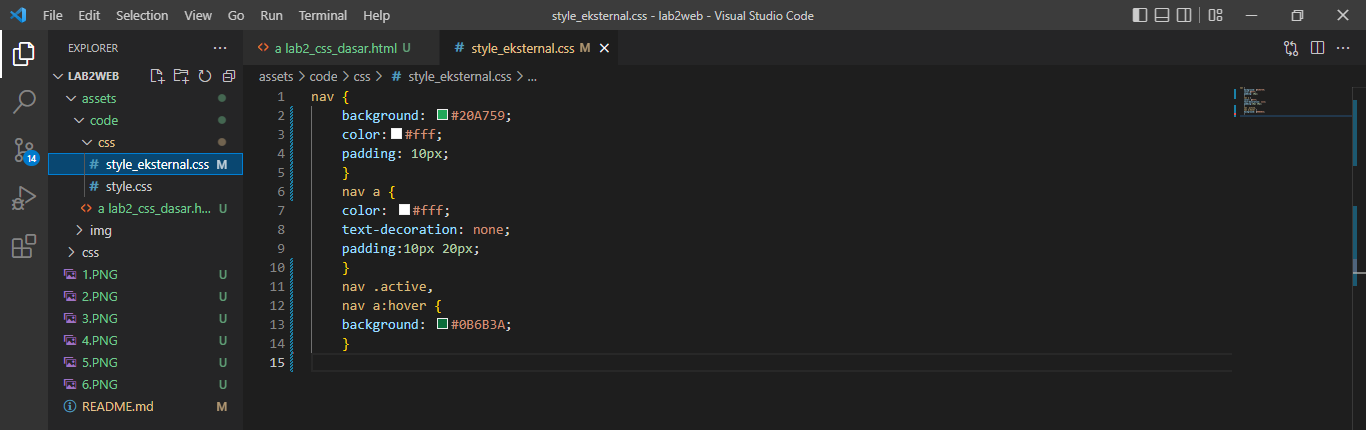 File Edit Selection View Go Run Terminal Help style_eksternal.css - lab2web - Visual Studio Code
EXPLORER ...
<> a lab2_css_dasar.html U # style_eksternal.css M
LAB2WEB
assets > code > css > # style_eksternal.css > ...
assets
code
css
# style_eksternal.css M
# style.css
<> a lab2_css_dasar.h... U
img
css
1.PNG U
2.PNG U
3.PNG U
4.PNG U
5.PNG U
6.PNG U
README.md M
14
1 nav {
2 background: #20A759;
3 color: #fff;
4 padding: 10px;
5 }
6 nav a {
7 color: #fff;
8 text-decoration: none;
9 padding:10px 20px;
10 }
11 nav .active,
12 nav a:hover {
13 background: #0B6B3A;
14 }
15